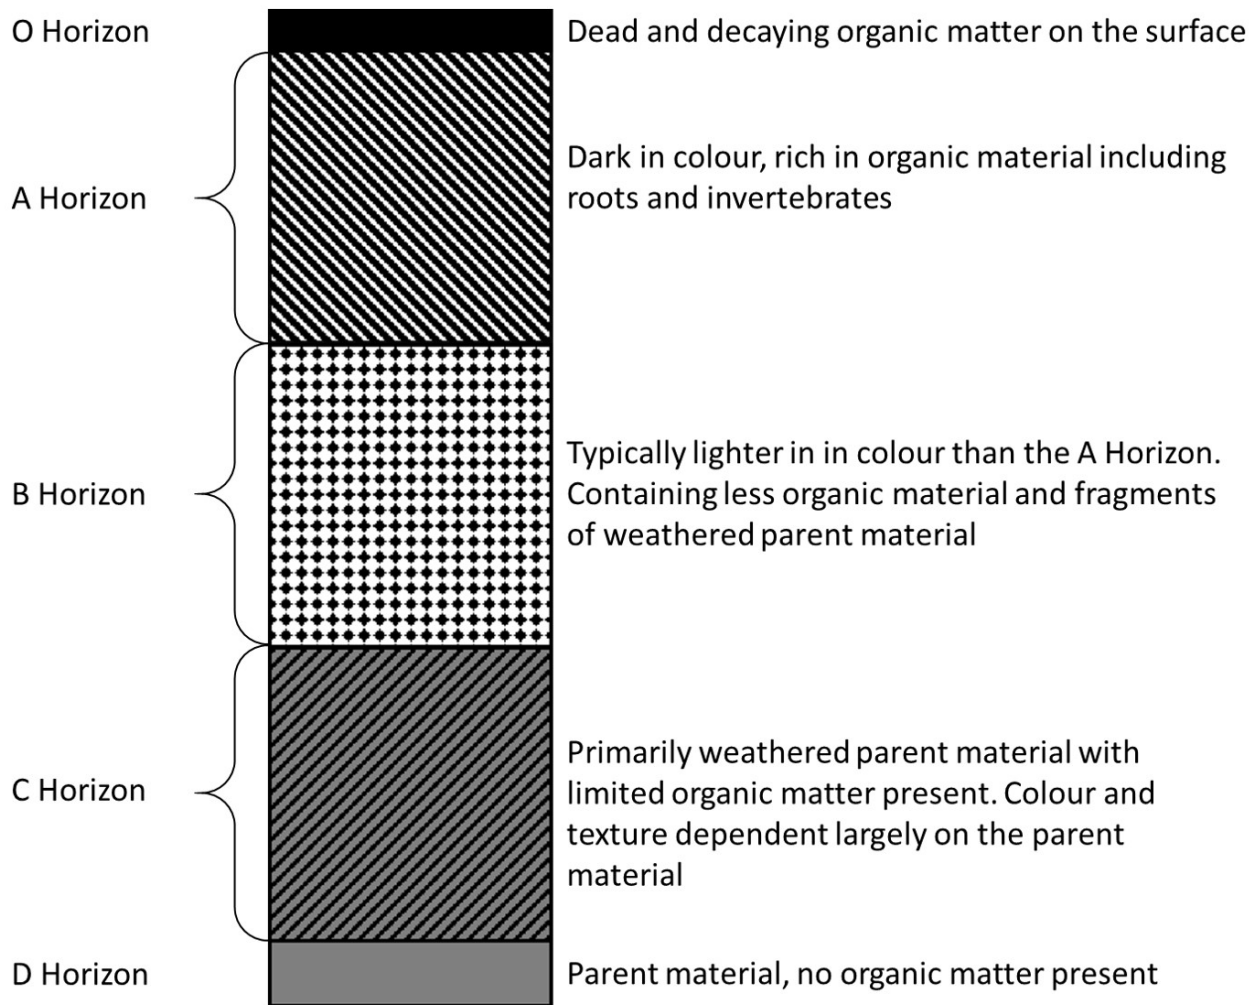 O Horizon
Dead and decaying organic matter on the surface
A Horizon
Dark in colour, rich in organic material including
roots and invertebrates
B Horizon
Typically lighter in in colour than the A Horizon.
Containing less organic material and fragments
of weathered parent material
C Horizon
Primarily weathered parent material with
limited organic matter present. Colour and
texture dependent largely on the parent
material
D Horizon
Parent material, no organic matter present